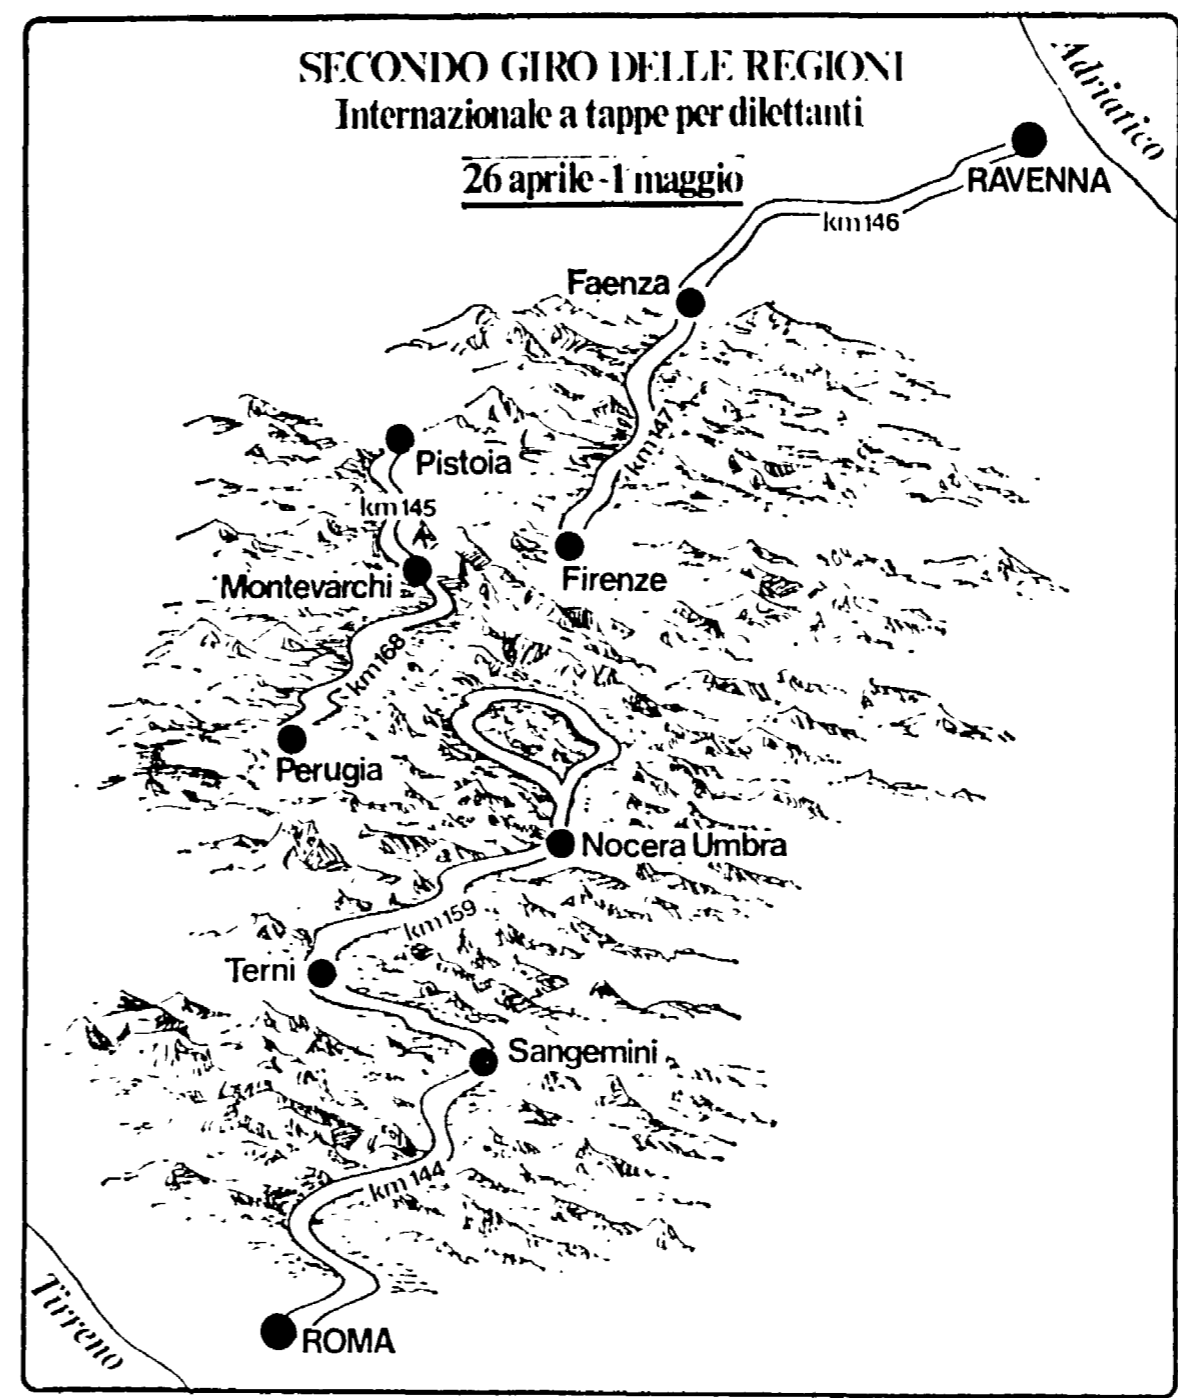 SECONDO GIRO DELLE REGIONI
Internazionale a tappe per dilettanti
26 aprile - 1 maggio
Adriatico
RAVENNA
km 146
Faenza
km 147
Pistoia
km 145
Firenze
Montevarchi
km 168
Perugia
Nocera Umbra
km 159
Terni
Sangemini
km 144
Tirreno
ROMA